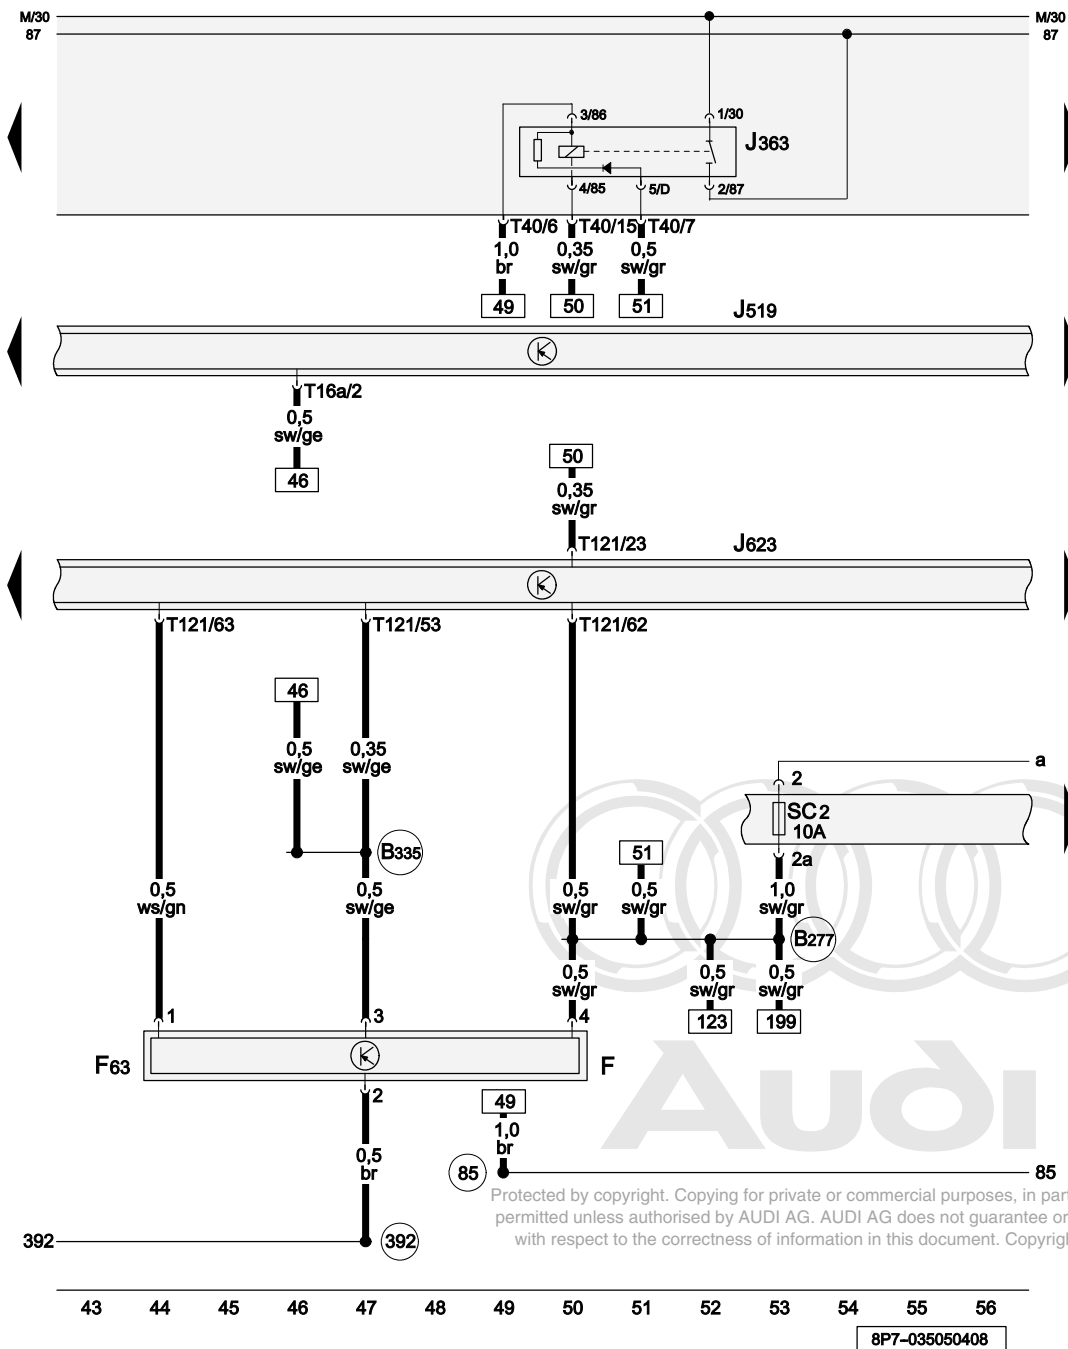 M/30
M/30
87
87
3/86
1/30
J363
4/85
5/D
2/87
T40/6
T40/15
T40/7
1,0
br
0,35
sw/gr
0,5
sw/gr
49
50
51
J519
T16a/2
0,5
sw/ge
46
50
0,35
sw/gr
T121/23
J623
T121/63
T121/53
T121/62
46
0,5
sw/ge
0,35
sw/ge
a
2
SC2
10A
2a
B335
51
0,5
ws/gn
0,5
sw/ge
0,5
sw/gr
0,5
sw/gr
1,0
sw/gr
B277
0,5
sw/gr
0,5
sw/gr
0,5
sw/gr
123
199
1
3
4
F63
F
2
49
1,0
br
0,5
br
85
85
Audi
Protected by copyright. Copying for private or commercial purposes, in part
permitted unless authorised by AUDI AG. AUDI AG does not guarantee or
with respect to the correctness of information in this document. Copyrigh
392
392
43 44 45 46 47 48 49 50 51 52 53 54 55 56
8P7-035050408